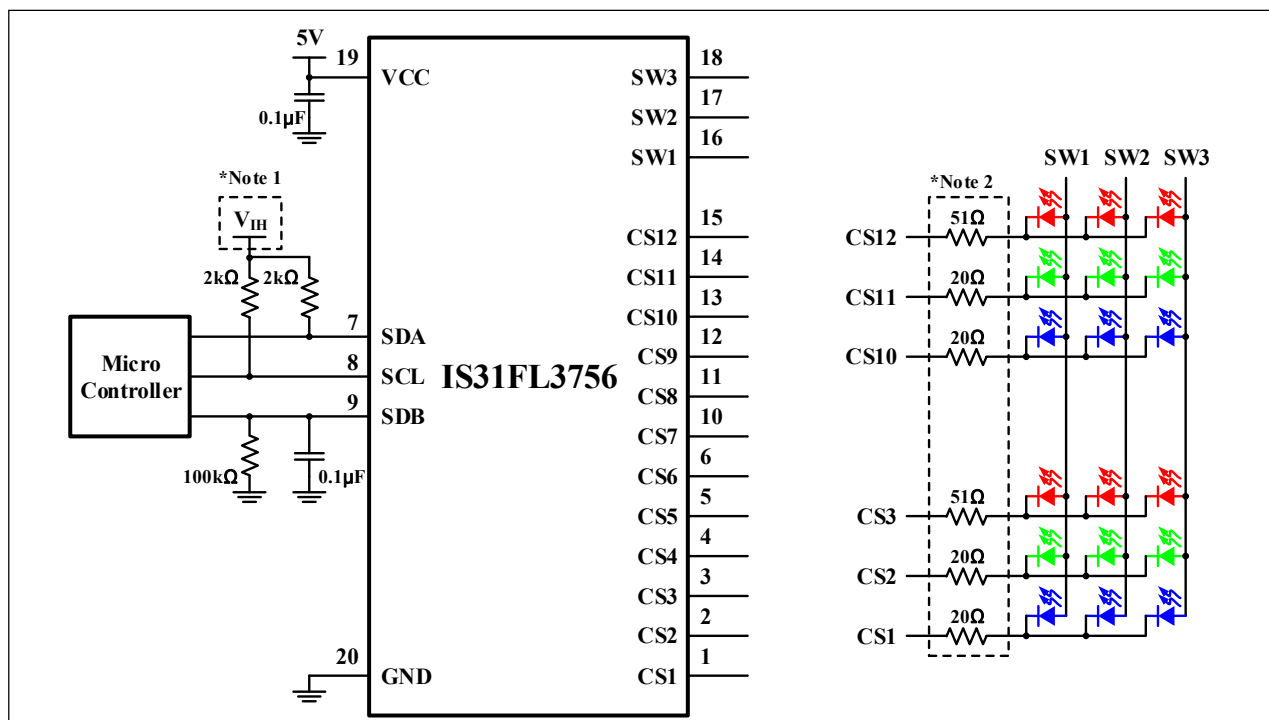 5V
19
VCC
0.1µF
*Note 1
VIH
2kΩ
2kΩ
Micro
Controller
7
SDA
8
SCL
9
SDB
100kΩ
0.1µF
20
GND
IS31FL3756
18
SW3
17
SW2
16
SW1
15
CS12
14
CS11
13
CS10
12
CS9
11
CS8
10
CS7
6
CS6
5
CS5
4
CS4
3
CS3
2
CS2
1
CS1
SW1 SW2 SW3
*Note 2
CS12
51Ω
CS11
20Ω
CS10
20Ω
CS3
51Ω
CS2
20Ω
CS1
20Ω